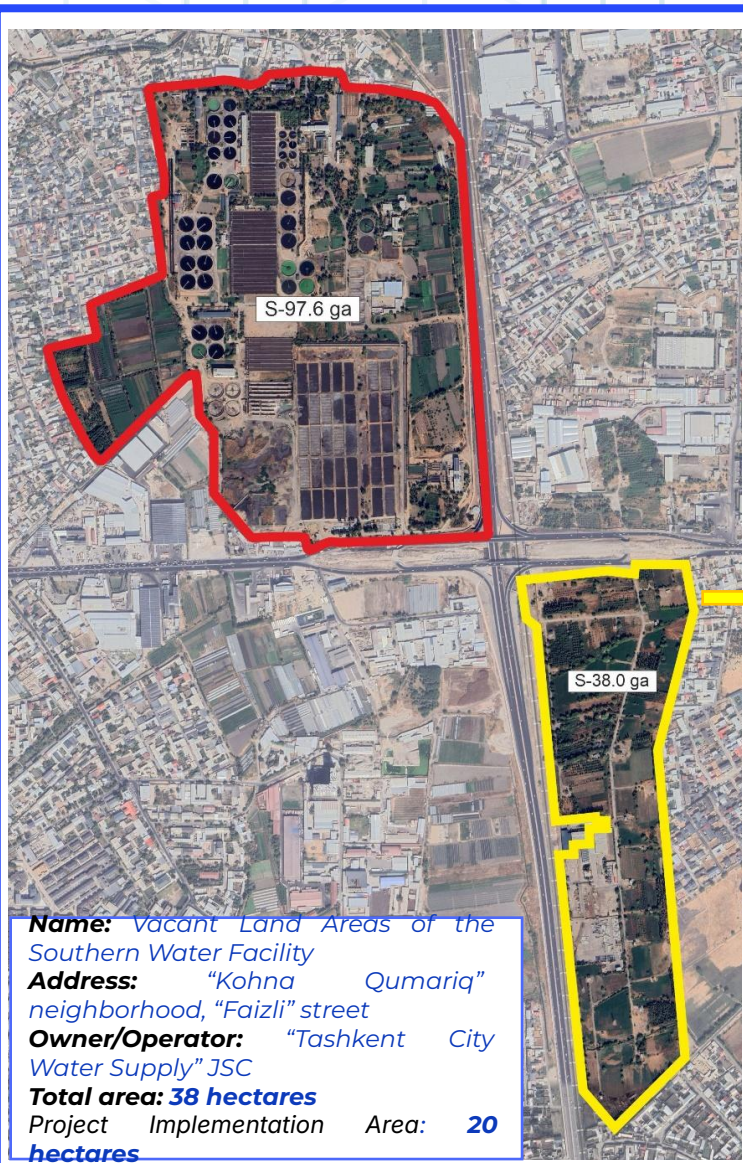 S-97.6 ga
S-38.0 ga
Name: Vacant Land Areas of the
Southern Water Facility
Address: “Kohna Qumariq”
neighborhood, “Faizli” street
Owner/Operator: “Tashkent City
Water Supply” JSC
Total area: 38 hectares
Project Implementation Area: 20
hectares